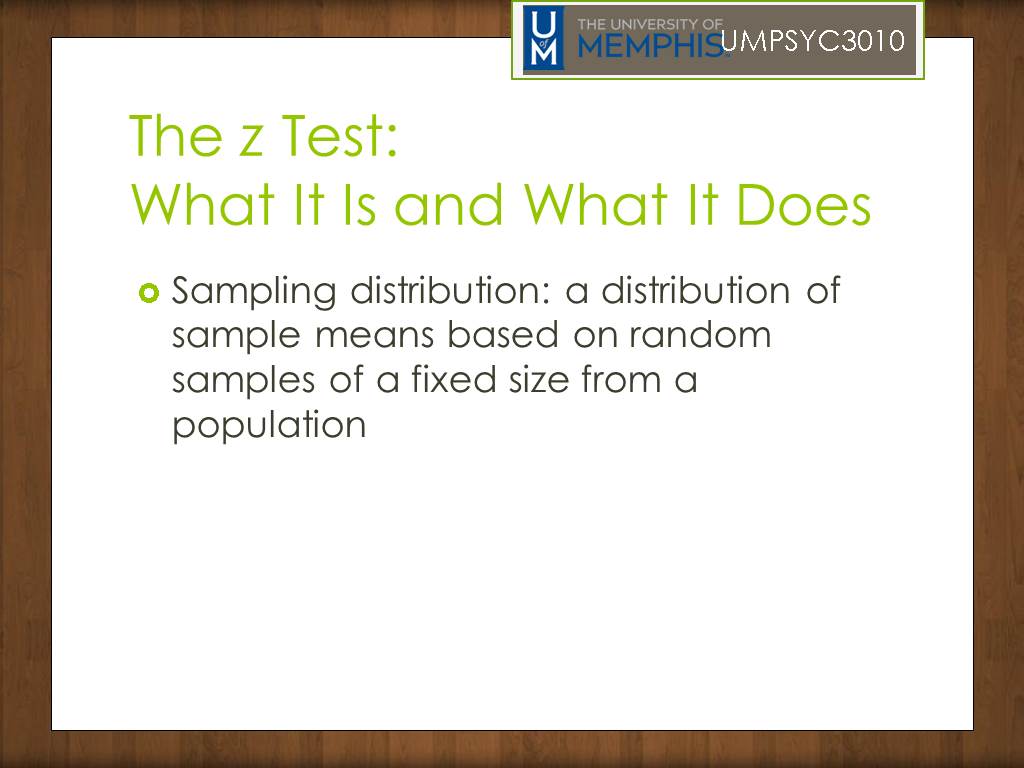 THE UNIVERSITY OF
MEMPHIS
UMPSYC3010
U
of
M
The z Test:
What It Is and What It Does
Sampling distribution: a distribution of
sample means based on random
samples of a fixed size from a
population